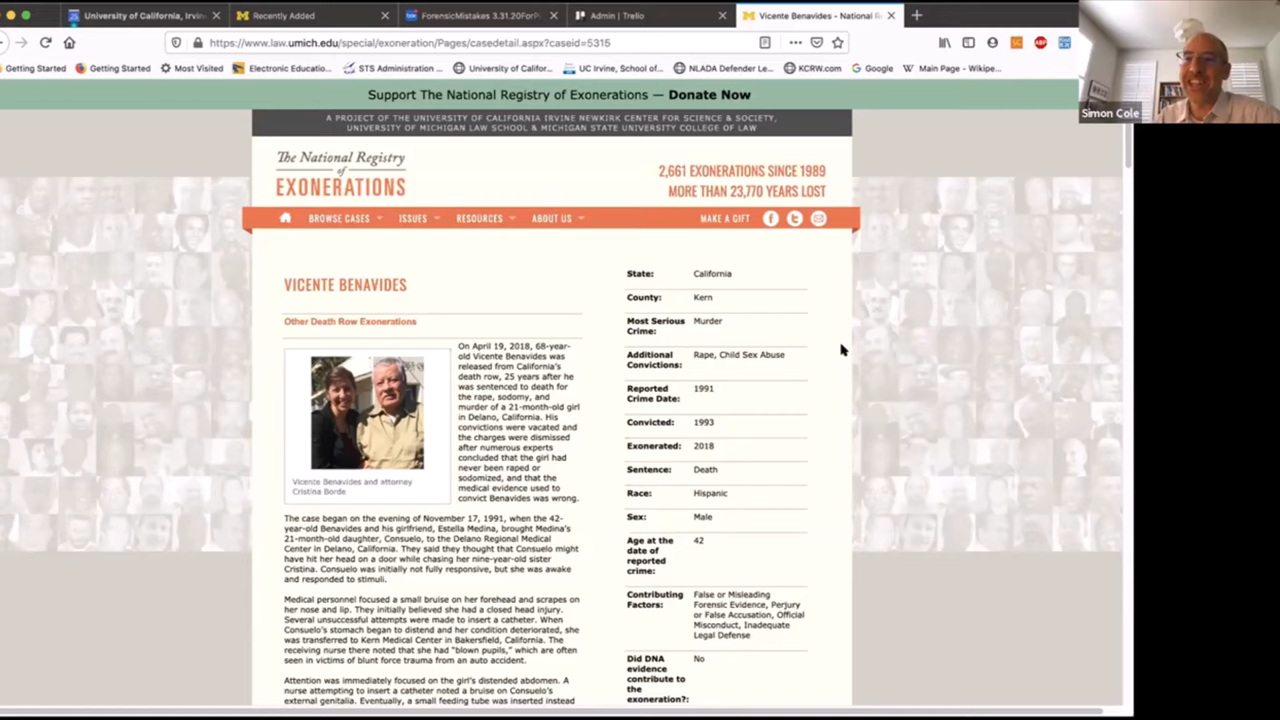 University of California, Irvin
Recently Added
ForensicMistakes 3.31.20ForP
Admin | Trello
Vicente Benavides - National R
https://www.law.umich.edu/special/exoneration/Pages/casedetail.aspx?caseid=5315
Getting Started
Getting Started
Most Visited
Electronic Educatio...
STS Administration ...
University of Califor...
UC Irvine, School of...
NLADA Defender Le...
KCRW.com
Google
Main Page - Wikipe...
Simon Cole
Support The National Registry of Exonerations — Donate Now
A PROJECT OF THE UNIVERSITY OF CALIFORNIA IRVINE NEWKIRK CENTER FOR SCIENCE & SOCIETY,
UNIVERSITY OF MICHIGAN LAW SCHOOL & MICHIGAN STATE UNIVERSITY COLLEGE OF LAW
The National Registry
of
EXONERATIONS
2,661 EXONERATIONS SINCE 1989
MORE THAN 23,770 YEARS LOST
BROWSE CASES
ISSUES
RESOURCES
ABOUT US
MAKE A GIFT
VICENTE BENAVIDES
Other Death Row Exonerations
On April 19, 2018, 68-year-
old Vicente Benavides was
released from California's
death row, 25 years after he
was sentenced to death for
the rape, sodomy, and
murder of a 21-month-old girl
in Delano, California. His
convictions were vacated and
the charges were dismissed
after numerous experts
concluded that the girl had
never been raped or
sodomized, and that the
medical evidence used to
convict Benavides was wrong.
Vicente Benavides and attorney
Cristina Borde
The case began on the evening of November 17, 1991, when the 42-
year-old Benavides and his girlfriend, Estella Medina, brought Medina's
21-month-old daughter, Consuelo, to the Delano Regional Medical
Center in Delano, California. They said they thought that Consuelo might
have hit her head on a door while chasing her nine-year-old sister
Cristina. Consuelo was initially not fully responsive, but she was awake
and responded to stimuli.
Medical personnel focused a small bruise on her forehead and scrapes on
her nose and lip. They initially believed she had a closed head injury.
Several unsuccessful attempts were made to insert a catheter. When
Consuelo's stomach began to distend and her condition deteriorated, she
was transferred to Kern Medical Center in Bakersfield, California. The
receiving nurse there noted that she had "blown pupils," which are often
seen in victims of blunt force trauma from an auto accident.
Attention was immediately focused on the girl's distended abdomen. A
nurse attempting to insert a catheter noted a bruise on Consuelo's
external genitalia. Eventually, a small feeding tube was inserted instead
State: California
County: Kern
Most Serious Murder
Crime:
Additional Rape, Child Sex Abuse
Convictions:
Reported 1991
Crime Date:
Convicted: 1993
Exonerated: 2018
Sentence: Death
Race: Hispanic
Sex: Male
Age at the 42
date of
reported
crime:
Contributing False or Misleading
Factors: Forensic Evidence, Perjury
or False Accusation, Official
Misconduct, Inadequate
Legal Defense
Did DNA No
evidence
contribute to
the
exoneration?: